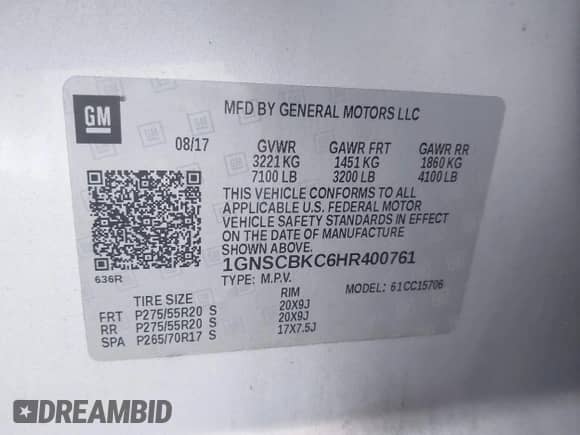 GM
MFD BY GENERAL MOTORS LLC
08/17 GVWR GAWR FRT GAWR RR
3221 KG 1451 KG 1860 KG
7100 LB 3200 LB 4100 LB
THIS VEHICLE CONFORMS TO ALL
APPLICABLE U.S. FEDERAL MOTOR
VEHICLE SAFETY STANDARDS IN EFFECT
ON THE DATE OF MANUFACTURE
SHOWN ABOVE.
1GNSCBKC6HR400761
636R
TYPE: M.P.V. MODEL: 61CC15706
TIRE SIZE RIM
FRT P275/55R20 S 20X9J
RR P275/55R20 S 20X9J
SPA P265/70R17 S 17X7.5J
DREAMBID